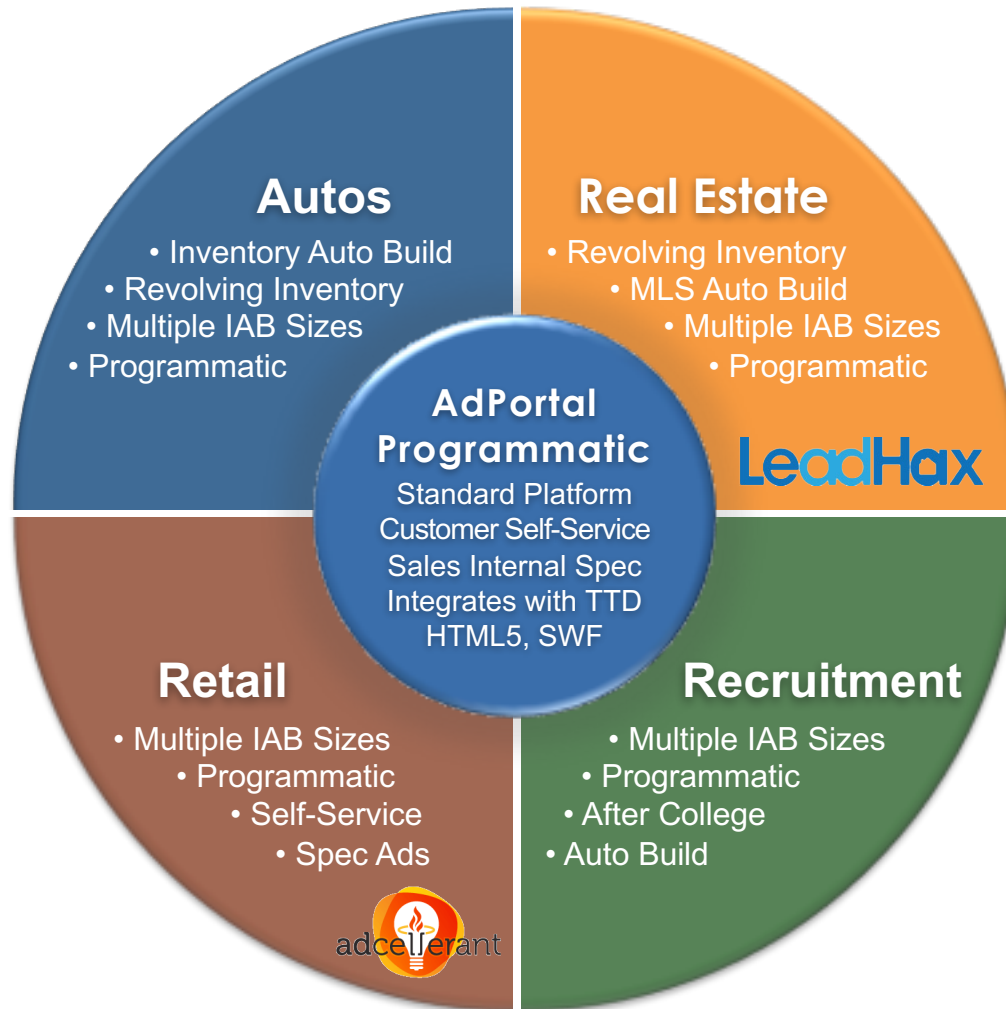 Autos
• Inventory Auto Build
• Revolving Inventory
• Multiple IAB Sizes
• Programmatic
Real Estate
• Revolving Inventory
• MLS Auto Build
• Multiple IAB Sizes
• Programmatic
LeadHax
AdPortal
Programmatic
Standard Platform
Customer Self-Service
Sales Internal Spec
Integrates with TTD
HTML5, SWF
Retail
• Multiple IAB Sizes
• Programmatic
• Self-Service
• Spec Ads
adcellerant
Recruitment
• Multiple IAB Sizes
• Programmatic
• After College
• Auto Build